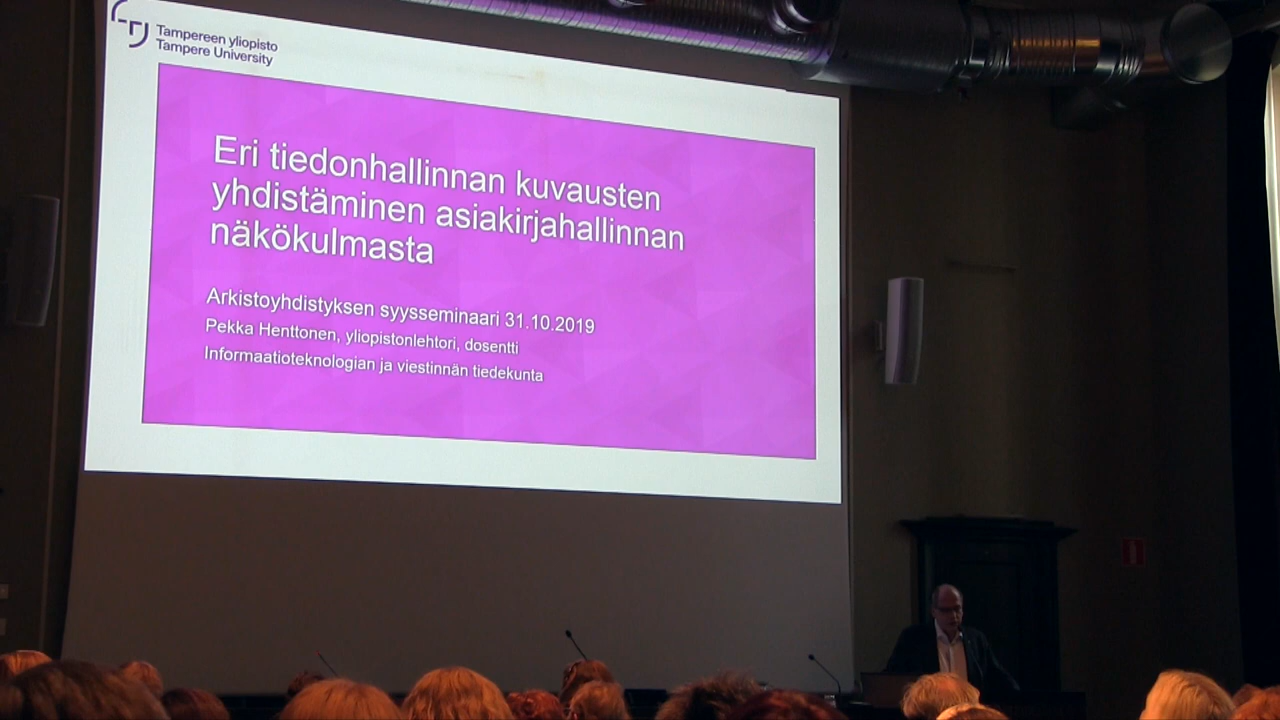 Tampereen yliopisto
Tampere University
Eri tiedonhallinnan kuvausten
yhdistäminen asiakirjahallinnan
näkökulmasta
Arkistoyhdistyksen syysseminaari 31.10.2019
Pekka Henttonen, yliopistonlehtori, dosentti
Informaatioteknologian ja viestinnän tiedekunta